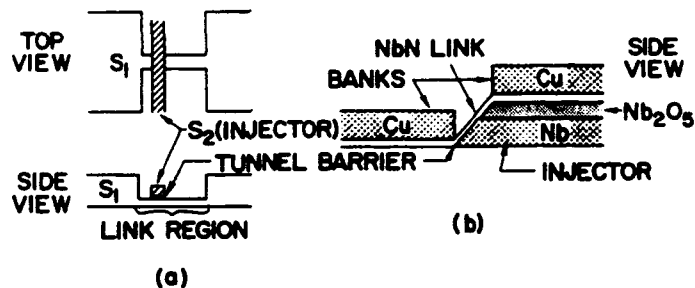 TOP
VIEW
S₁
S₂(INJECTOR)
TUNNEL BARRIER
SIDE
VIEW
S₁
LINK REGION
(a)
NbN LINK
BANKS
SIDE
VIEW
Cu
Cu
Nb₂O₅
Nb
INJECTOR
(b)